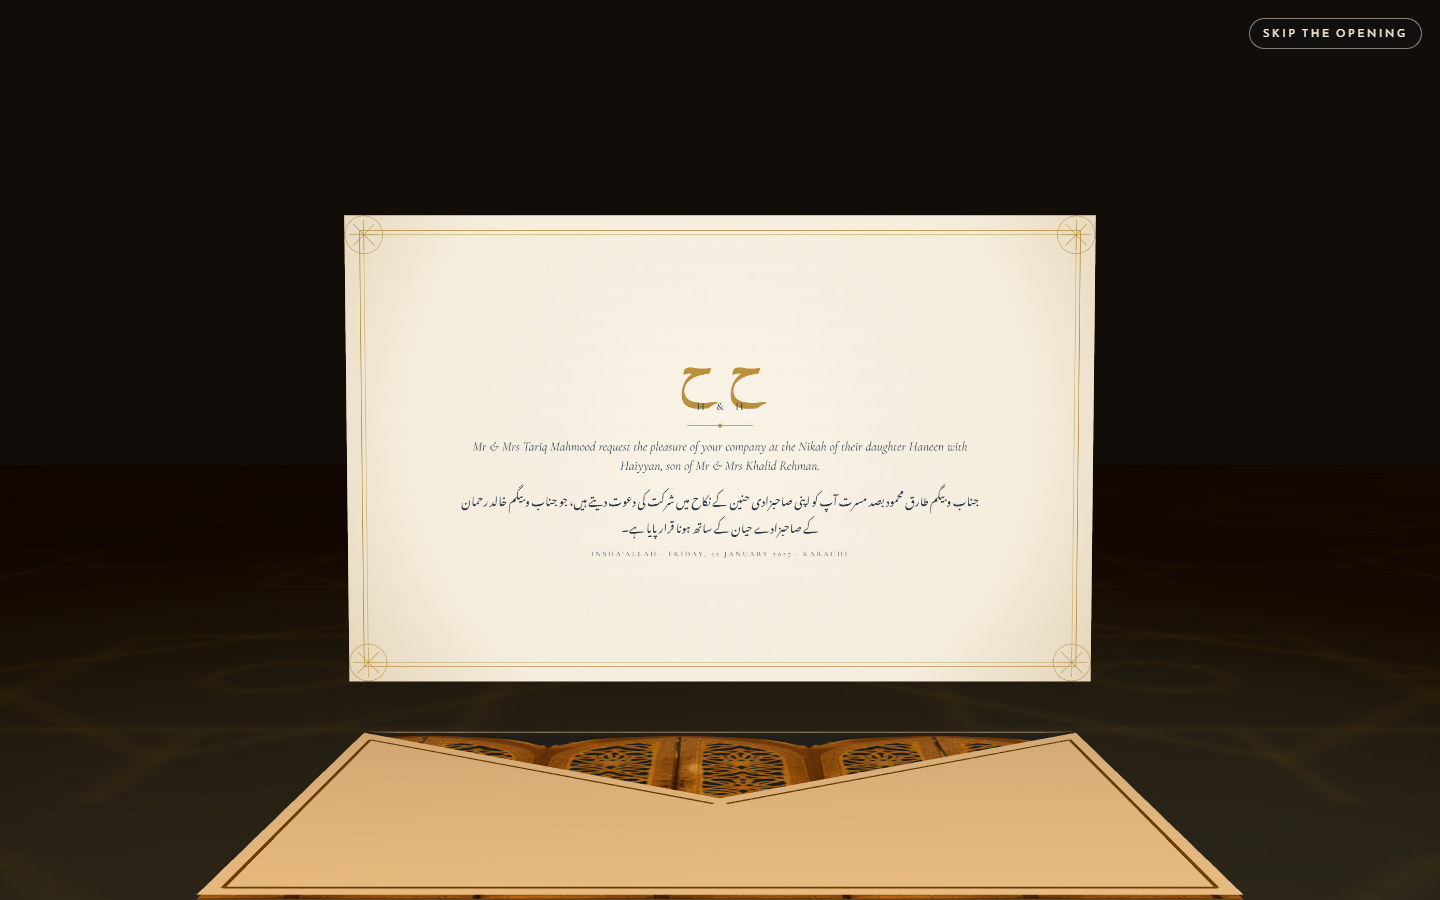 SKIP THE OPENING
ح ح
H & H
Mr & Mrs Tariq Mahmood request the pleasure of your company at the Nikah of their daughter Haneen with
Haiyyan, son of Mr & Mrs Khalid Rehman.
جناب و بیگم طارق محمود بصد مسرت آپ کو اپنی صاحبزادی حنین کے نکاح میں شرکت کی دعوت دیتے ہیں، جو جناب و بیگم خالد رحمان
کے صاحبزادے حیان کے ساتھ ہونا قرار پایا ہے۔
INSHA'ALLAH · FRIDAY, 22 JANUARY 2027 · KARACHI